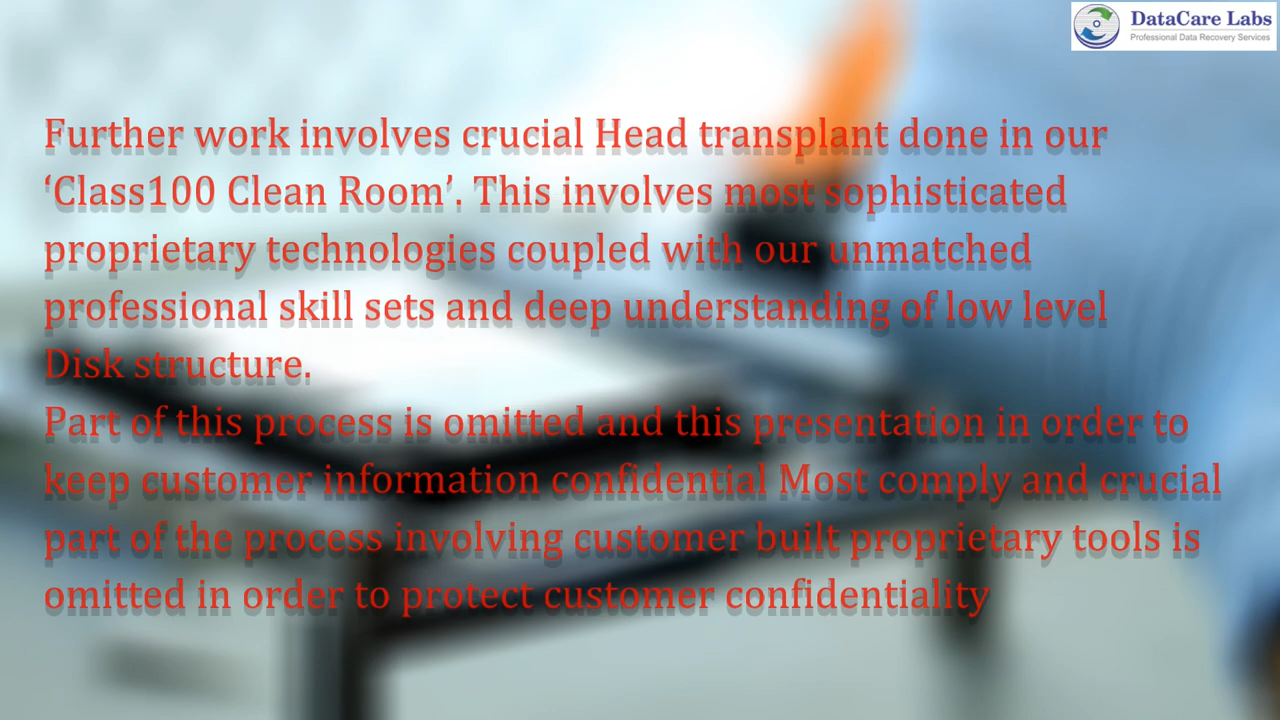 DataCare Labs
Professional Data Recovery Services
Further work involves crucial Head transplant done in our
‘Class100 Clean Room’. This involves most sophisticated
proprietary technologies coupled with our unmatched
professional skill sets and deep understanding of low level
Disk structure.
Part of this process is omitted and this presentation in order to
keep customer information confidential Most comply and crucial
part of the process involving customer built proprietary tools is
omitted in order to protect customer confidentiality